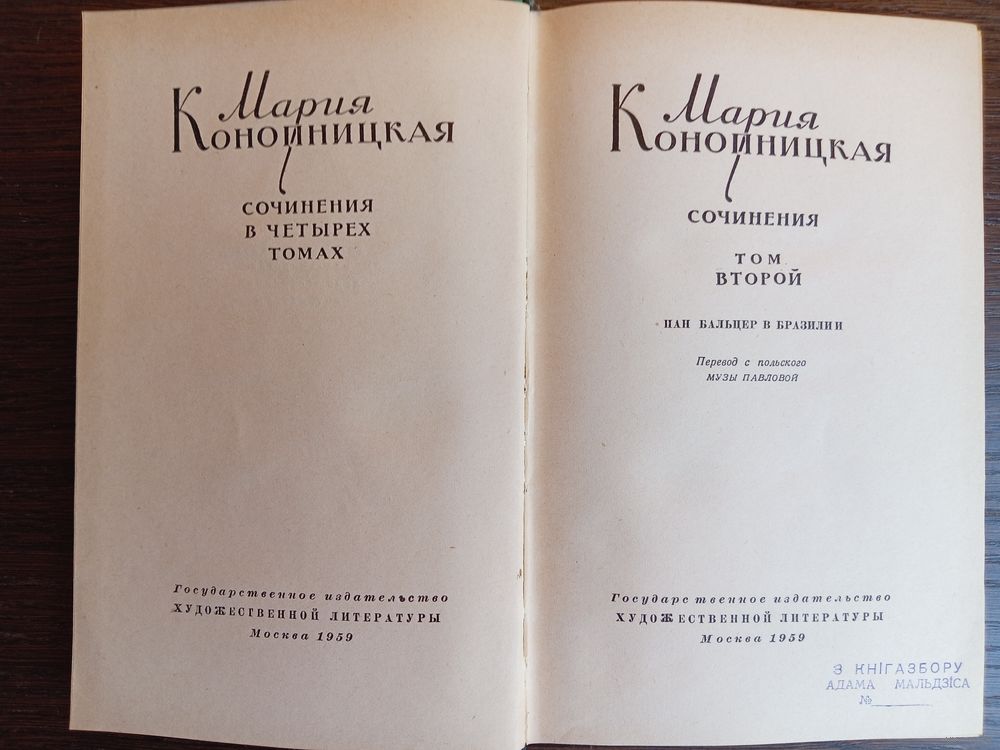 Мария
Конопницкая
СОЧИНЕНИЯ
В ЧЕТЫРЕХ
ТОМАХ
Государственное издательство
ХУДОЖЕСТВЕННОЙ ЛИТЕРАТУРЫ
Москва 1959
Мария
Конопницкая
СОЧИНЕНИЯ
ТОМ
ВТОРОЙ
ПАН БАЛЬЦЕР В БРАЗИЛИИ
Перевод с польского
МУЗЫ ПАВЛОВОЙ
Государственное издательство
ХУДОЖЕСТВЕННОЙ ЛИТЕРАТУРЫ
Москва 1959
З КНІГАЗБОРУ
АДАМА МАЛЬДЗІСА
№